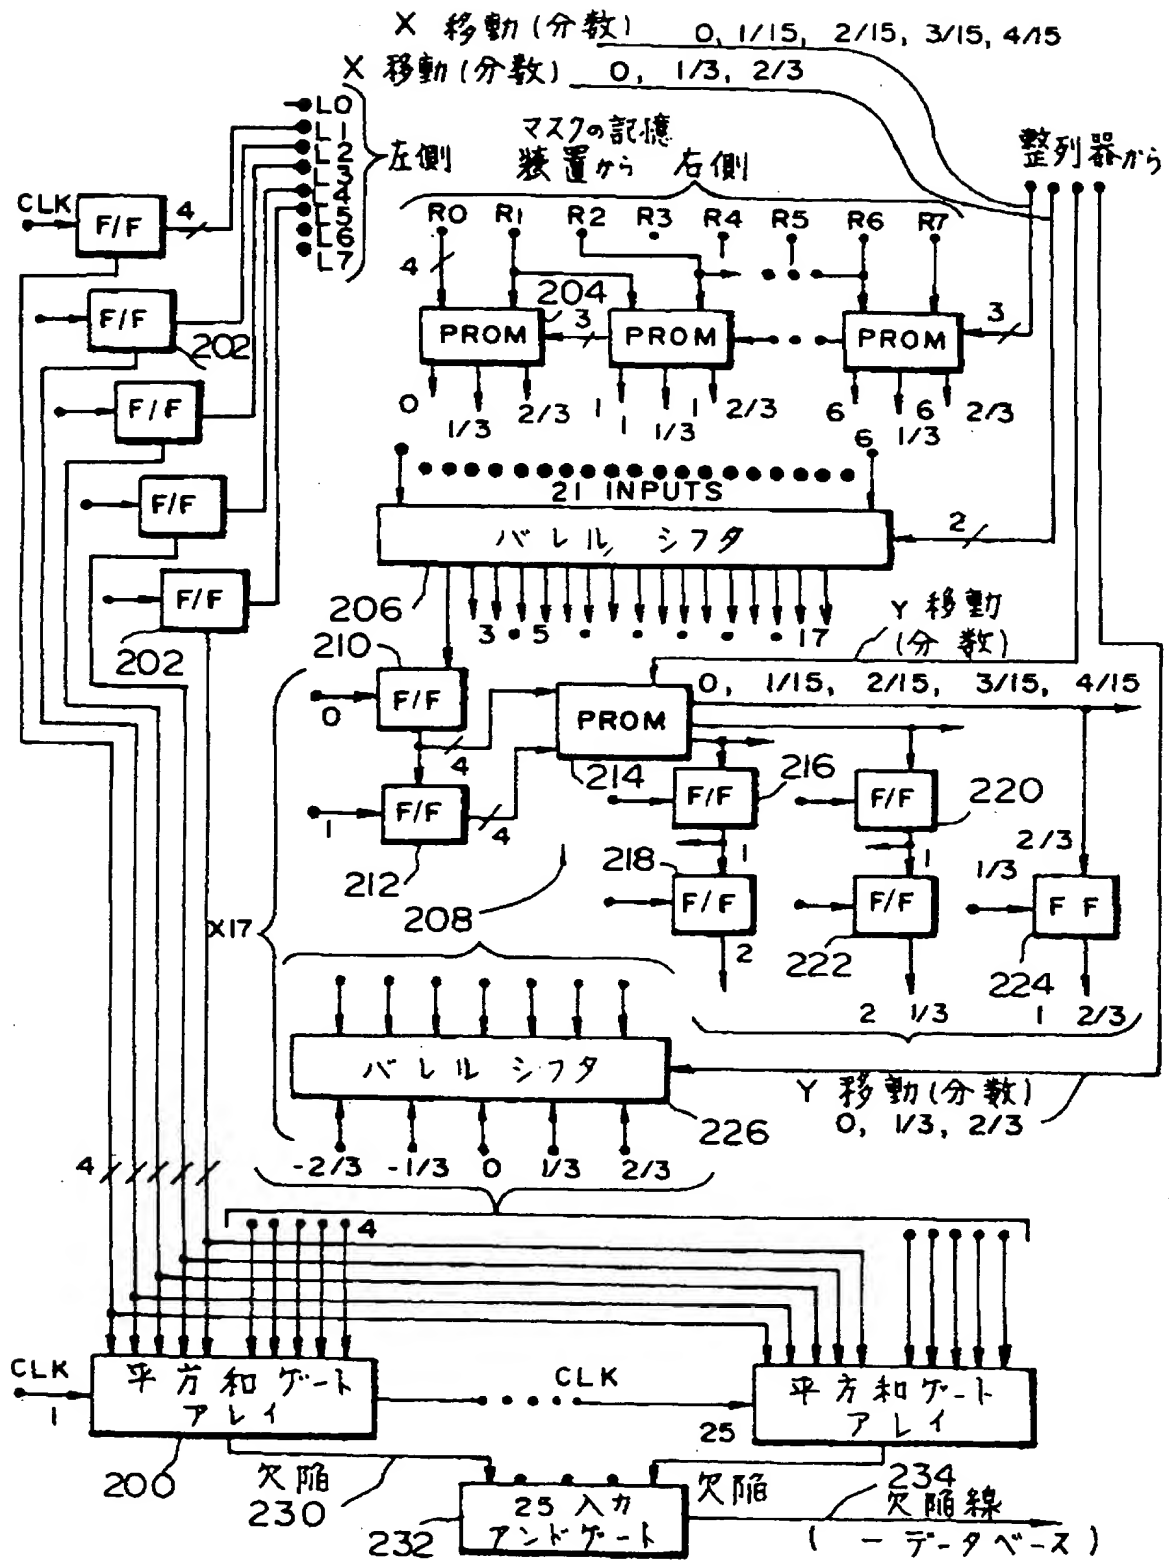 X 移動(分数) 0, 1/15, 2/15, 3/15, 4/15
X 移動(分数) 0, 1/3, 2/3
L0
L1
L2
L3
L4
L5
L6
L7
左側
マスクの記憶
装置から 右側
整列器から
CLK
F/F
4
R0 R1 R2 R3 R4 R5 R6 R7
4
204
F/F
202
PROM
3
PROM
PROM
3
0 1/3 2/3
1 1 1/3 1 2/3
6 6 1/3 2/3
6
F/F
21 INPUTS
F/F
バレル シフタ
2
F/F
202
206
3 5 17
Y 移動
(分数)
210
0, 1/15, 2/15, 3/15, 4/15
F/F
0
4
PROM
214
F/F
1
4
212
208
F/F
216
F/F
220
1
1
2/3
1/3
218
F/F
2
F/F
222
F F
224
2 1/3
1 2/3
X17
バレル シフタ
226
Y 移動(分数)
0, 1/3, 2/3
-2/3 -1/3 0 1/3 2/3
4
4
CLK
1
平方和ゲート
アレイ
200
CLK
25
平方和ゲート
アレイ
欠陥
230
欠陥
234
欠陥線
(ーデータベース)
232
25 入力
アンドゲート